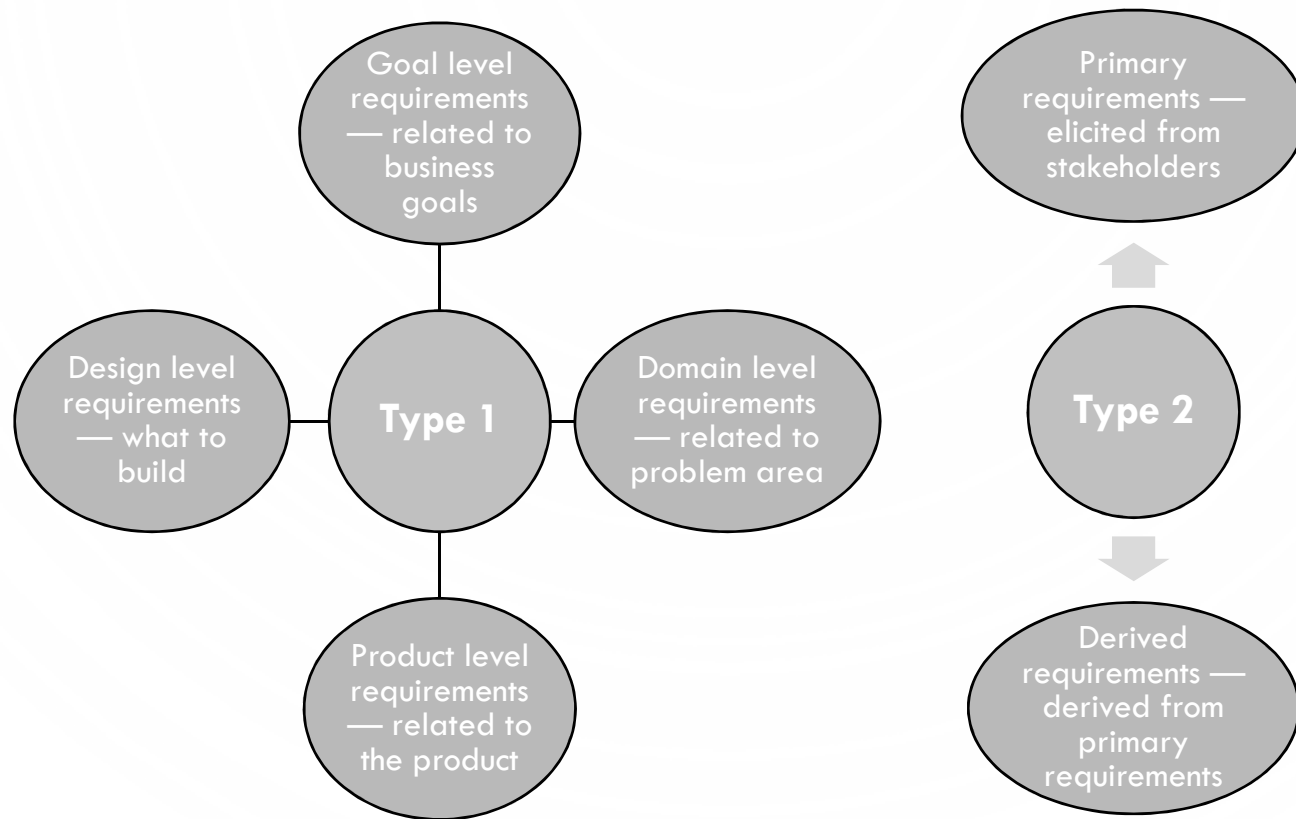 Goal level
requirements
— related to
business
goals
Design level
requirements
— what to
build
Type 1
Domain level
requirements
— related to
problem area
Product level
requirements
— related to
the product
Primary
requirements —
elicited from
stakeholders
Type 2
Derived
requirements —
derived from
primary
requirements